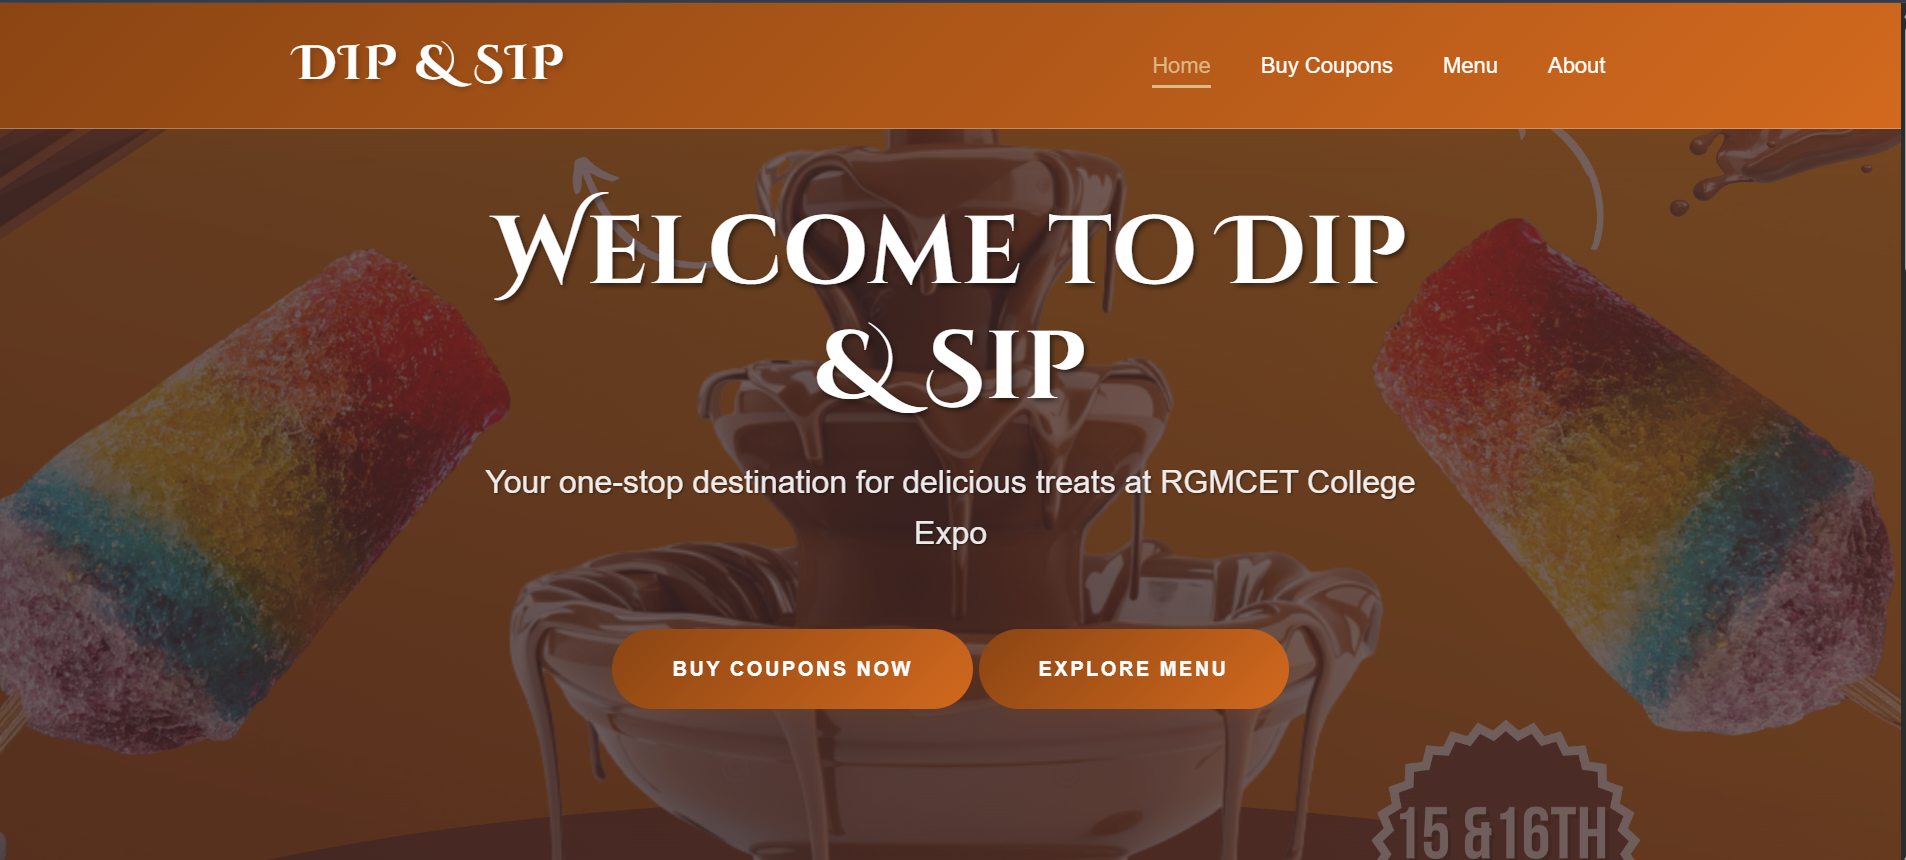 Dip & Sip
Home
Buy Coupons
Menu
About
Welcome to Dip
& Sip
Your one-stop destination for delicious treats at RGMCET College
Expo
BUY COUPONS NOW
EXPLORE MENU
15 &16TH